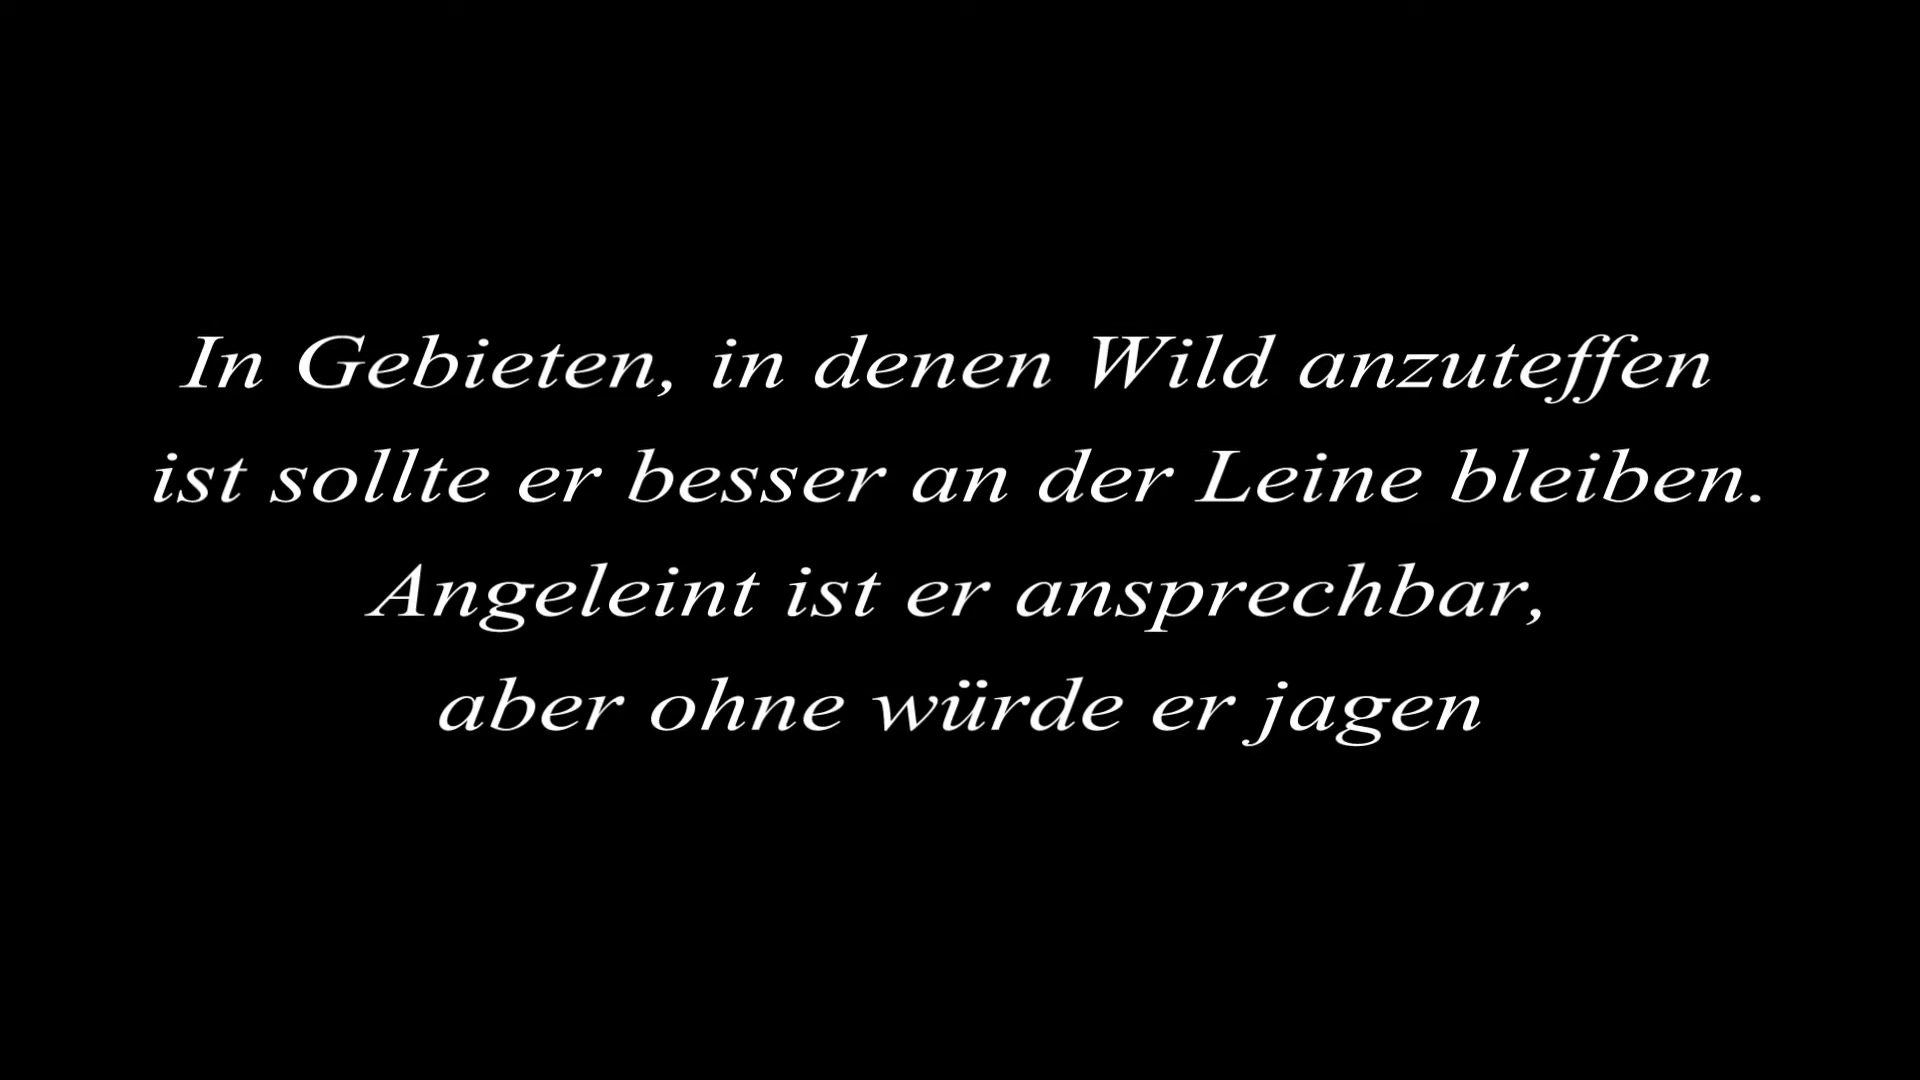 In Gebieten, in denen Wild anzuteffen
ist sollte er besser an der Leine bleiben.
Angeleint ist er ansprechbar,
aber ohne würde er jagen